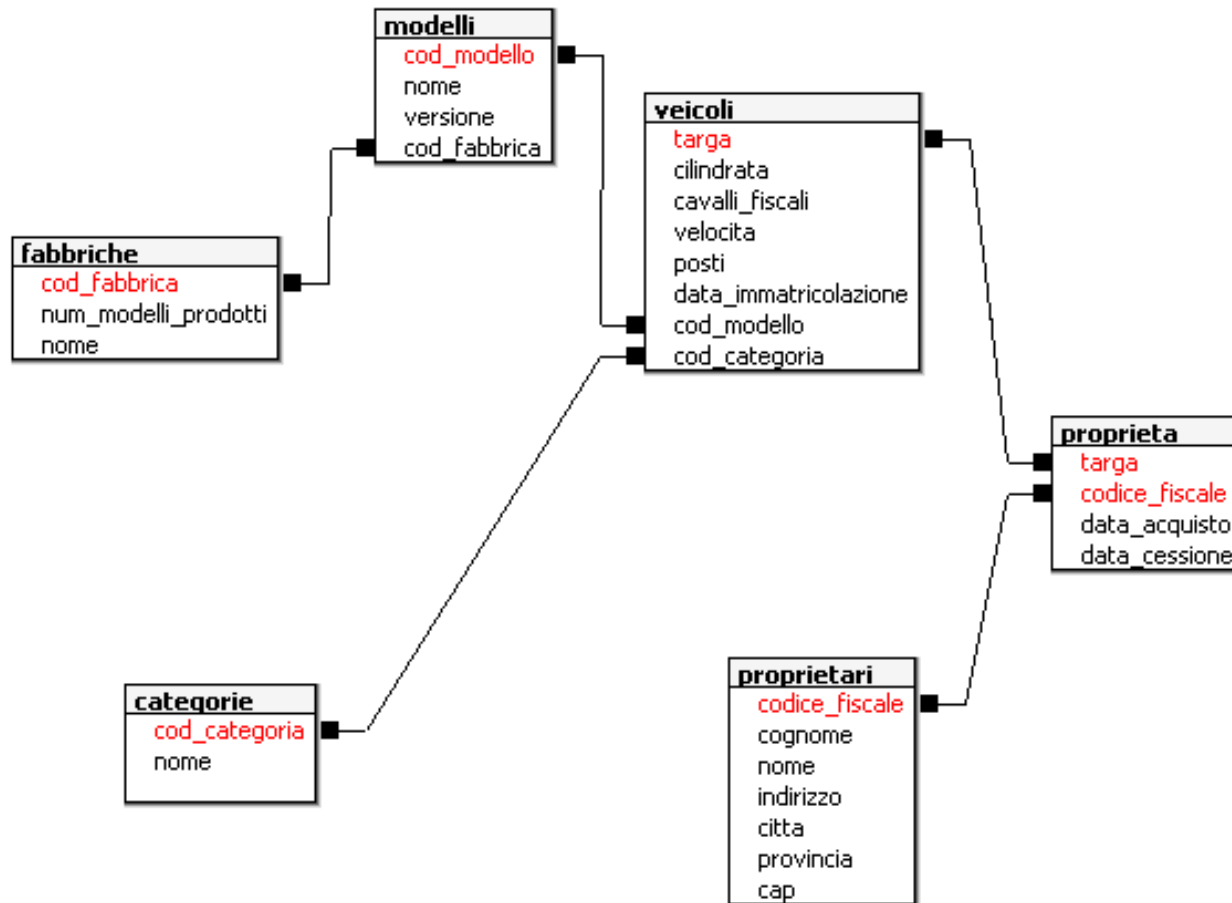 modelli
cod_modello
nome
versione
cod_fabbrica
veicoli
targa
cilindrata
cavalli_fiscali
velocita
posti
data_immatricolazione
cod_modello
cod_categoria
fabbriche
cod_fabbrica
num_modelli_prodotti
nome
proprieta
targa
codice_fiscale
data_acquisto
data_cessione
categorie
cod_categoria
nome
proprietari
codice_fiscale
cognome
nome
indirizzo
citta
provincia
cap